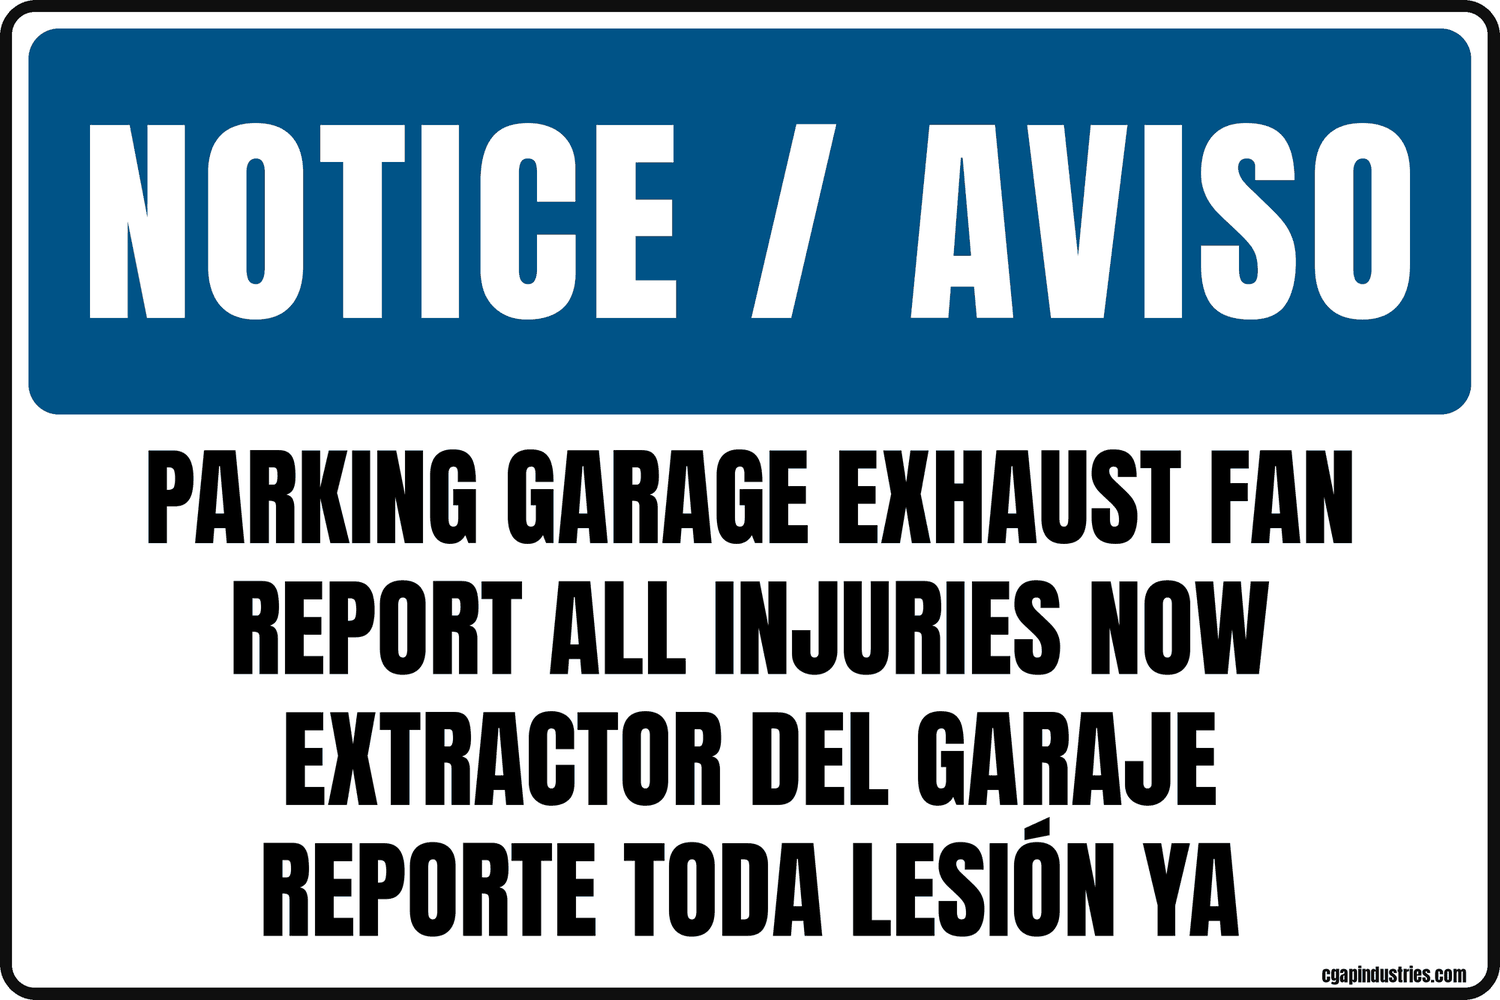 NOTICE / AVISO
PARKING GARAGE EXHAUST FAN
REPORT ALL INJURIES NOW
EXTRACTOR DEL GARAJE
REPORTE TODA LESIÓN YA
cgapindustries.com